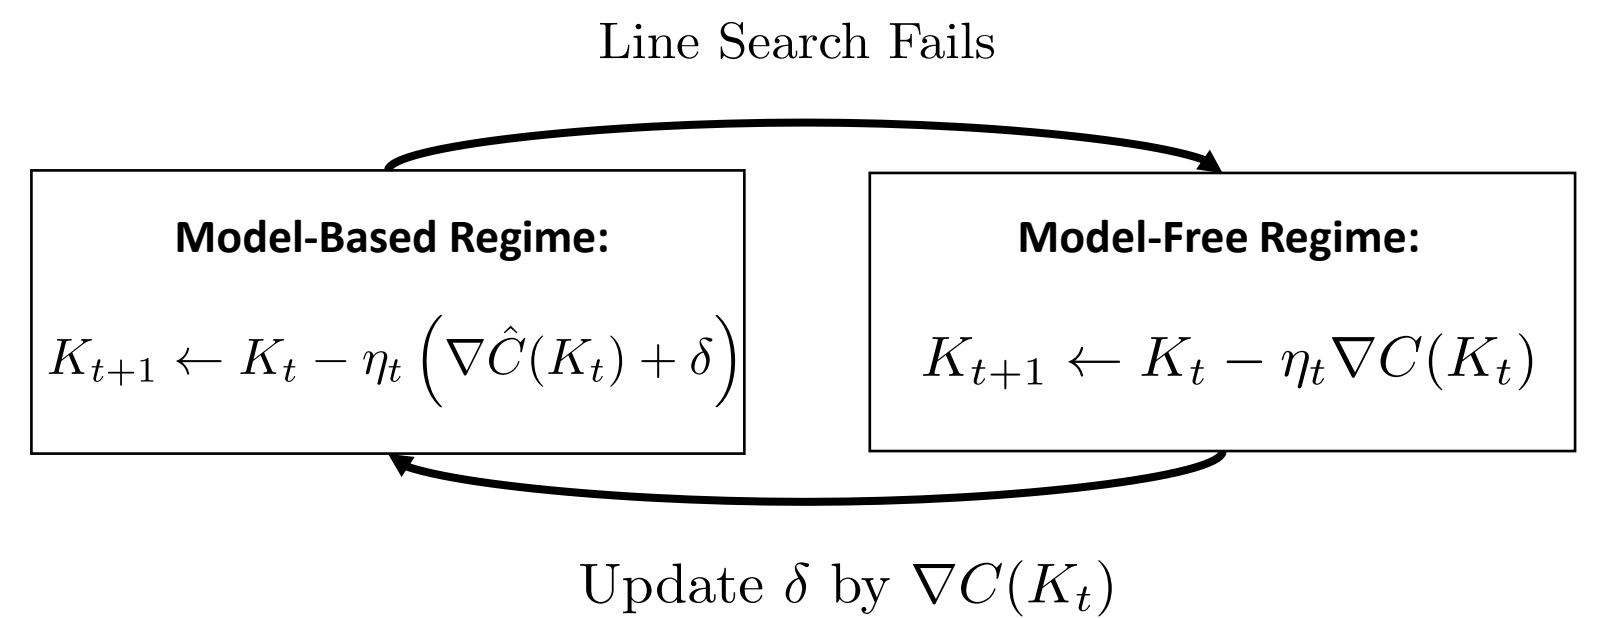 Line Search Fails
Model-Based Regime:
K_{t+1} ← K_t − η_t (∇Ĉ(K_t) + δ)
Model-Free Regime:
K_{t+1} ← K_t − η_t∇C(K_t)
Update δ by ∇C(K_t)